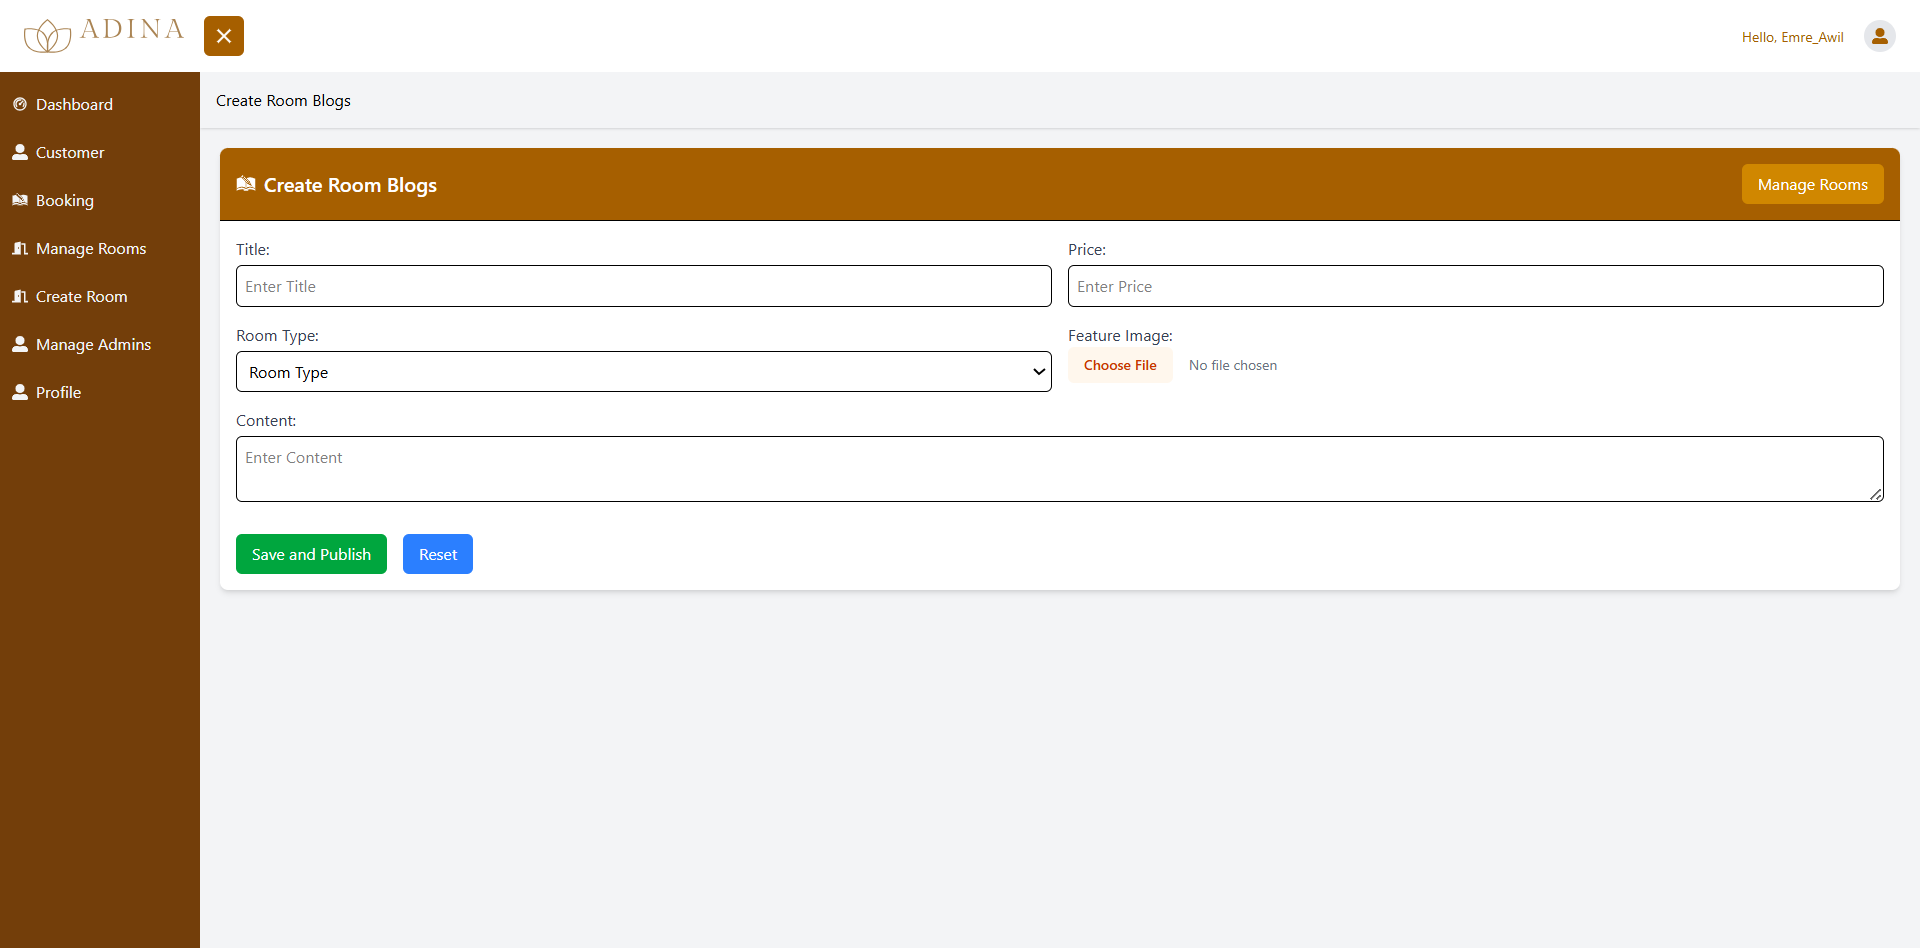 ADINA
Hello, Emre_Awil
Dashboard
Customer
Booking
Manage Rooms
Create Room
Manage Admins
Profile
Create Room Blogs
Create Room Blogs
Manage Rooms
Title:
Enter Title
Price:
Enter Price
Room Type:
Room Type
Feature Image:
Choose File No file chosen
Content:
Enter Content
Save and Publish
Reset